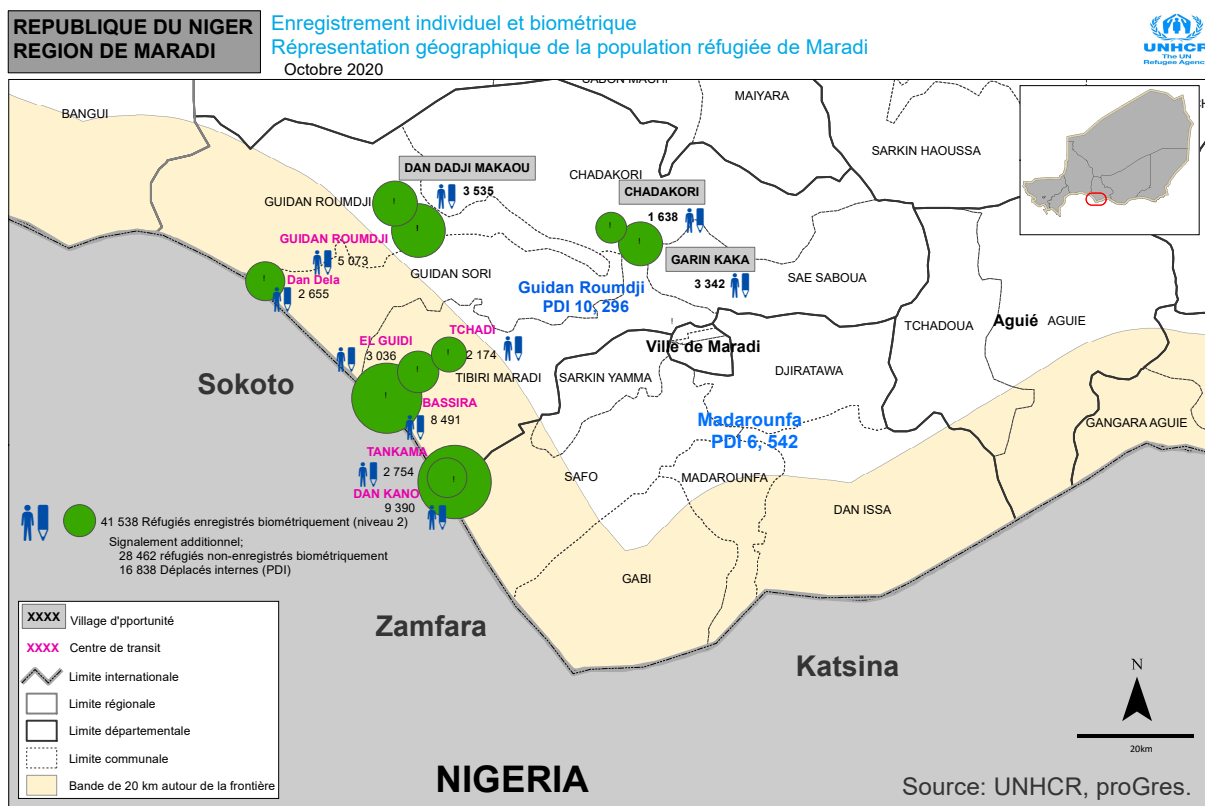 REPUBLIQUE DU NIGER
REGION DE MARADI
Enregistrement individuel et biométrique
Répresentation géographique de la population réfugiée de Maradi
Octobre 2020
UNHCR
The UN
Refugee Agency
BANGUI
MAIYARA
SARKIN HAOUSSA
DAN DADJI MAKAOU
3 535
CHADAKORI
CHADAKORI
1 638
GUIDAN ROUMDJI
GUIDAN ROUMDJI
5 073
GARIN KAKA
3 342
GUIDAN SORI
SAE SABOUA
Dan Dela
2 655
Guidan Roumdji
PDI 10, 296
TCHADI
2 174
TCHADOUA
Aguié
AGUIE
EL GUIDI
3 036
Ville de Maradi
TIBIRI MARADI
SARKIN YAMMA
DJIRATAWA
Sokoto
BASSIRA
8 491
Madarounfa
PDI 6, 542
GANGARA AGUIE
TANKAMA
2 754
SAFO
MADAROUNFA
DAN KANO
9 390
DAN ISSA
41 538 Réfugiés enregistrés biométriquement (niveau 2)
Signalement additionnel;
28 462 réfugiés non-enregistrés biométriquement
16 838 Déplacés internes (PDI)
GABI
Zamfara
Katsina
XXXX Village d'pportunité
XXXX Centre de transit
Limite internationale
Limite régionale
Limite départementale
Limite communale
Bande de 20 km autour de la frontière
N
20km
NIGERIA
Source: UNHCR, proGres.